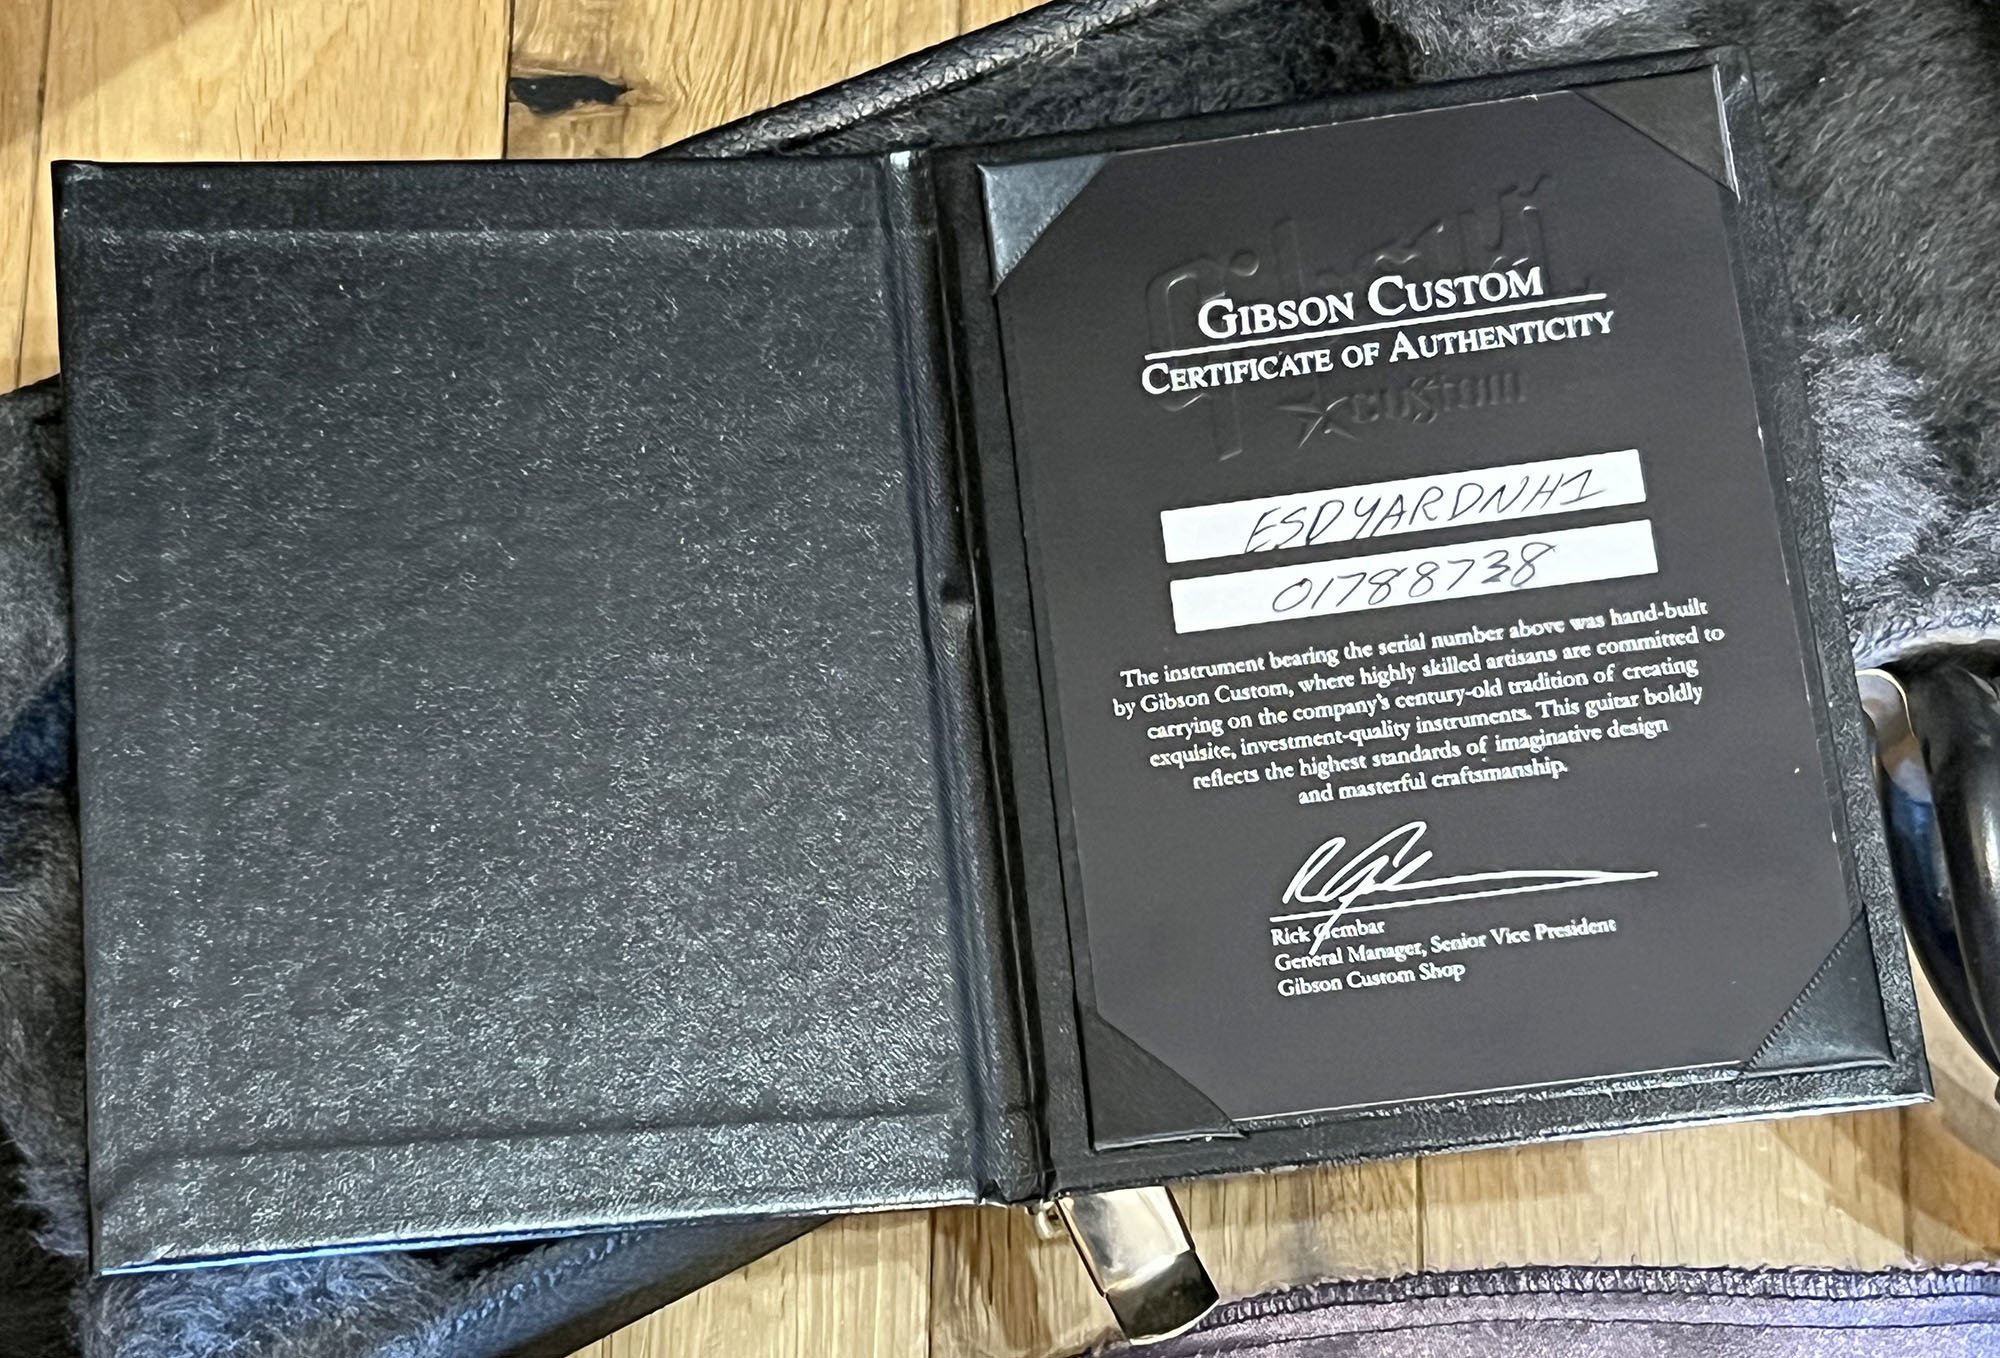 Gibson
Custom
GIBSON CUSTOM
CERTIFICATE OF AUTHENTICITY
ESDYARDNH1
01788738
The instrument bearing the serial number above was hand-built
by Gibson Custom, where highly skilled artisans are committed to
carrying on the company's century-old tradition of creating
exquisite, investment-quality instruments. This guitar boldly
reflects the highest standards of imaginative design
and masterful craftsmanship.
Rick Gembar
General Manager, Senior Vice President
Gibson Custom Shop